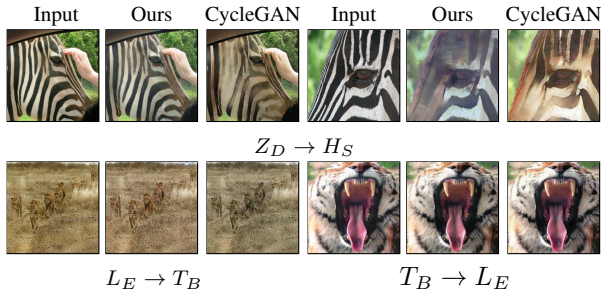 Input Ours CycleGAN Input Ours CycleGAN
Z_D → H_S
L_E → T_B T_B → L_E